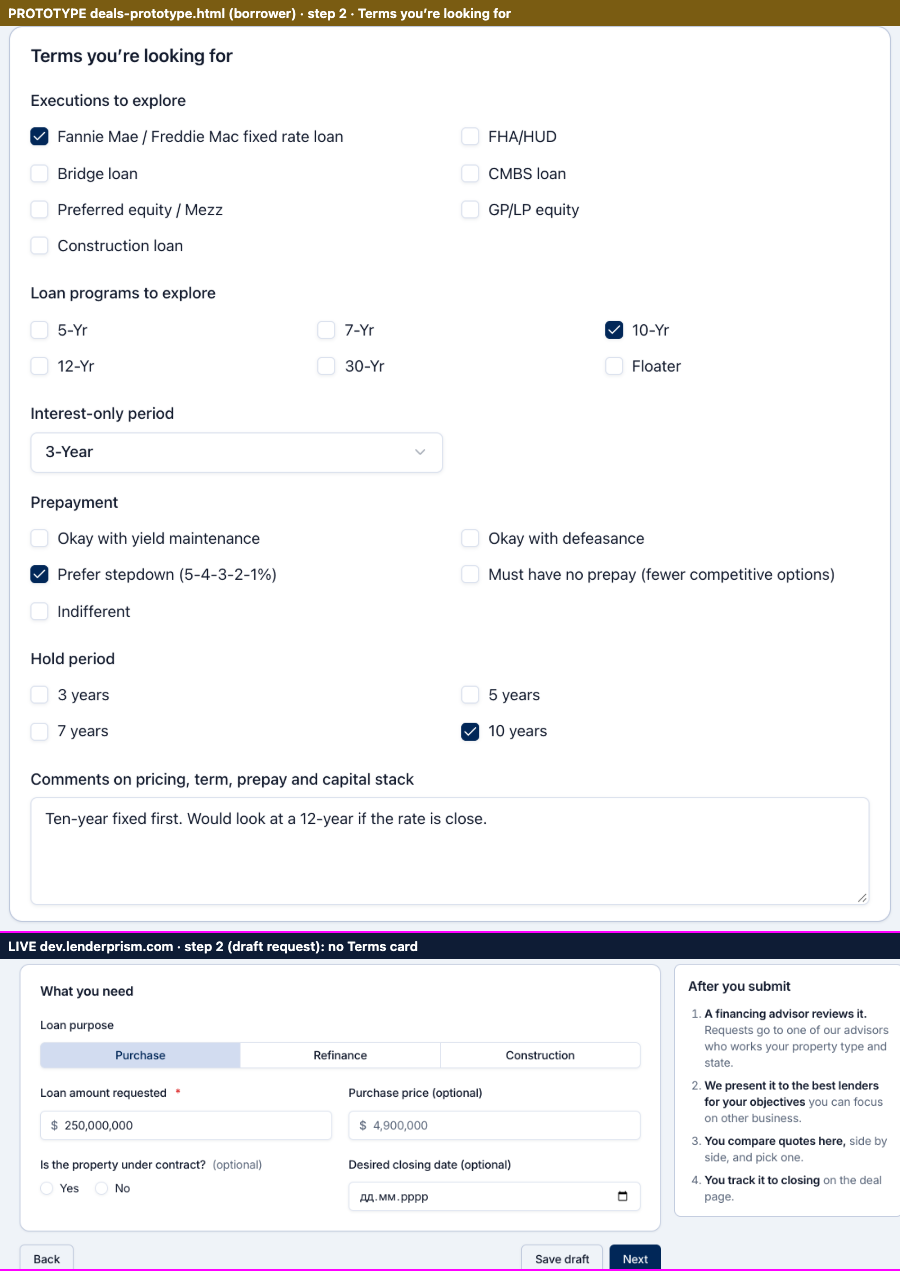 PROTOTYPE deals-prototype.html (borrower) · step 2 · Terms you’re looking for
Terms you’re looking for
Executions to explore
Fannie Mae / Freddie Mac fixed rate loan
FHA/HUD
Bridge loan
CMBS loan
Preferred equity / Mezz
GP/LP equity
Construction loan
Loan programs to explore
5-Yr
7-Yr
10-Yr
12-Yr
30-Yr
Floater
Interest-only period
3-Year
Prepayment
Okay with yield maintenance
Okay with defeasance
Prefer stepdown (5-4-3-2-1%)
Must have no prepay (fewer competitive options)
Indifferent
Hold period
3 years
5 years
7 years
10 years
Comments on pricing, term, prepay and capital stack
Ten-year fixed first. Would look at a 12-year if the rate is close.
LIVE dev.lenderprism.com · step 2 (draft request): no Terms card
What you need
Loan purpose
Purchase
Refinance
Construction
Loan amount requested *
Purchase price (optional)
$ 250,000,000
$ 4,900,000
Is the property under contract? (optional)
Desired closing date (optional)
Yes
No
дд.мм.рррр
Back
Save draft
Next
After you submit
1. A financing advisor reviews it.
Requests go to one of our advisors
who works your property type and
state.
2. We present it to the best lenders
for your objectives you can focus
on other business.
3. You compare quotes here, side by
side, and pick one.
4. You track it to closing on the deal
page.